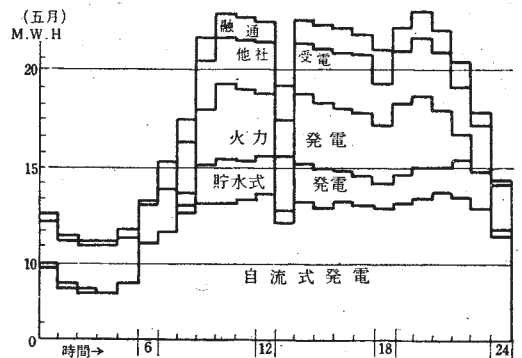 (五月)
M.W.H
融通
20
他社 受電
火力 発電
15
貯水式 発電
10
自流式発電
0
時間→ 6 12 18 24